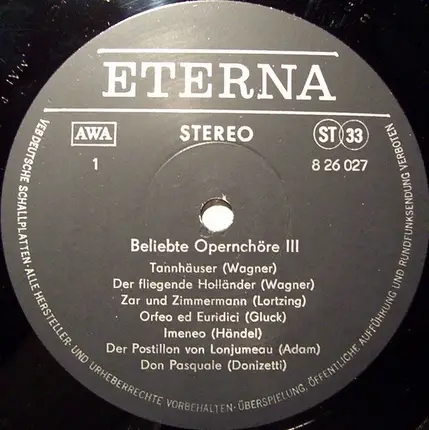 ETERNA
AWA STEREO ST 33
1 8 26 027
Beliebte Opernchöre III
Tannhäuser (Wagner)
Der fliegende Holländer (Wagner)
Zar und Zimmermann (Lortzing)
Orfeo ed Euridici (Gluck)
Imeneo (Händel)
Der Postillon von Lonjumeau (Adam)
Don Pasquale (Donizetti)
VEB DEUTSCHE SCHALLPLATTEN·ALLE HERSTELLER- UND URHEBERRECHTE VORBEHALTEN·ÜBERSPIELUNG, ÖFFENTLICHE AUFFÜHRUNG UND RUNDFUNKSENDUNG VERBOTEN